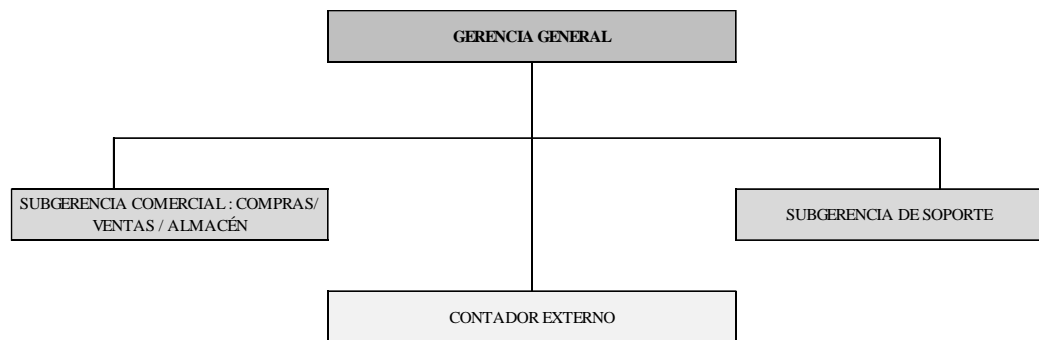 GERENCIA GENERAL
SUBGERENCIA COMERCIAL : COMPRAS/
VENTAS / ALMACÉN
SUBGERENCIA DE SOPORTE
CONTADOR EXTERNO